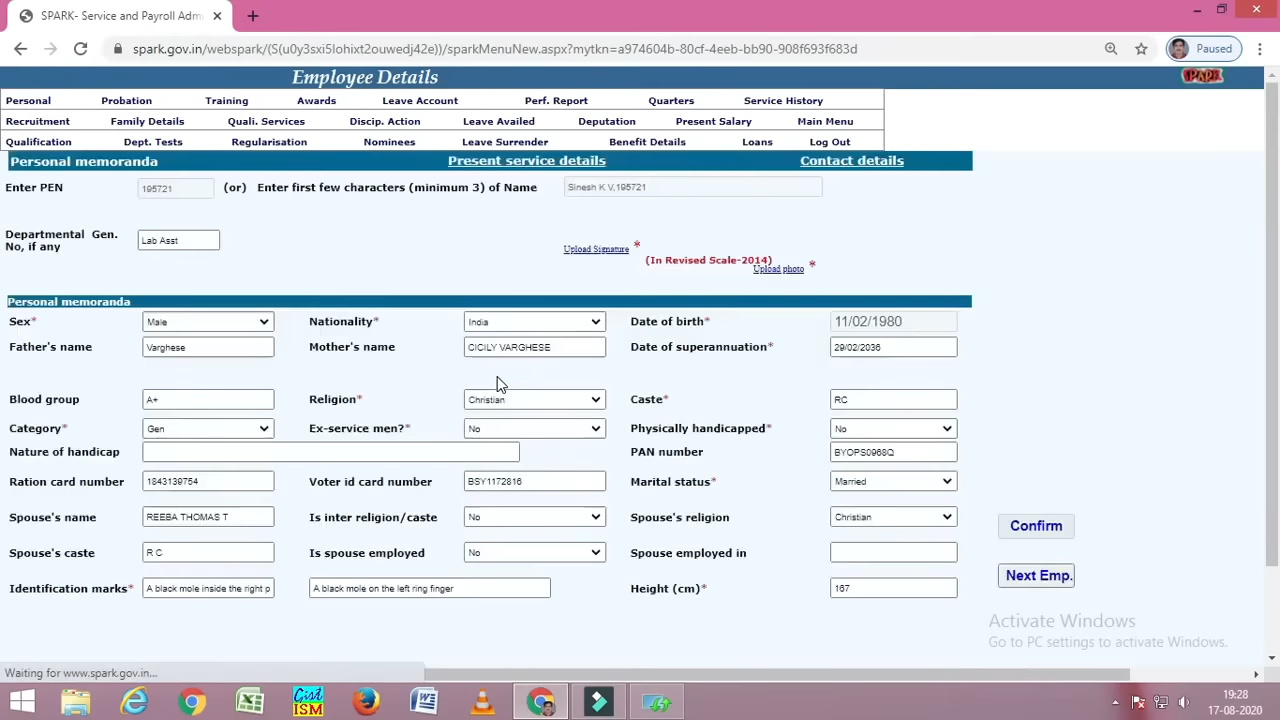 SPARK- Service and Payroll Adm
spark.gov.in/webspark/(S(u0y3sxi5lohixt2ouwedj42e))/sparkMenuNew.aspx?mytkn=a974604b-80cf-4eeb-bb90-908f693f683d
Paused
Employee Details
SPARK
Personal Probation Training Awards Leave Account Perf. Report Quarters Service History
Recruitment Family Details Quali. Services Discip. Action Leave Availed Deputation Present Salary Main Menu
Qualification Dept. Tests Regularisation Nominees Leave Surrender Benefit Details Loans Log Out
Personal memoranda Present service details Contact details
Enter PEN 195721 (or) Enter first few characters (minimum 3) of Name Sinesh K V,195721
Departmental Gen. No, if any Lab Asst
Upload Signature *
(In Revised Scale-2014)
Upload photo *
Personal memoranda
Sex* Male Nationality* India Date of birth* 11/02/1980
Father's name Varghese Mother's name CICILY VARGHESE Date of superannuation* 29/02/2036
Blood group A+ Religion* Christian Caste* RC
Category* Gen Ex-service men?* No Physically handicapped* No
Nature of handicap PAN number BYOPS0968Q
Ration card number 1843139754 Voter id card number BSY1172816 Marital status* Married
Spouse's name REEBA THOMAS T Is inter religion/caste No Spouse's religion Christian
Confirm
Spouse's caste R C Is spouse employed No Spouse employed in
Next Emp.
Identification marks* A black mole inside the right p A black mole on the left ring finger Height (cm)* 167
Activate Windows
Go to PC settings to activate Windows.
Waiting for www.spark.gov.in...
Gist ISM
19:28
17-08-2020